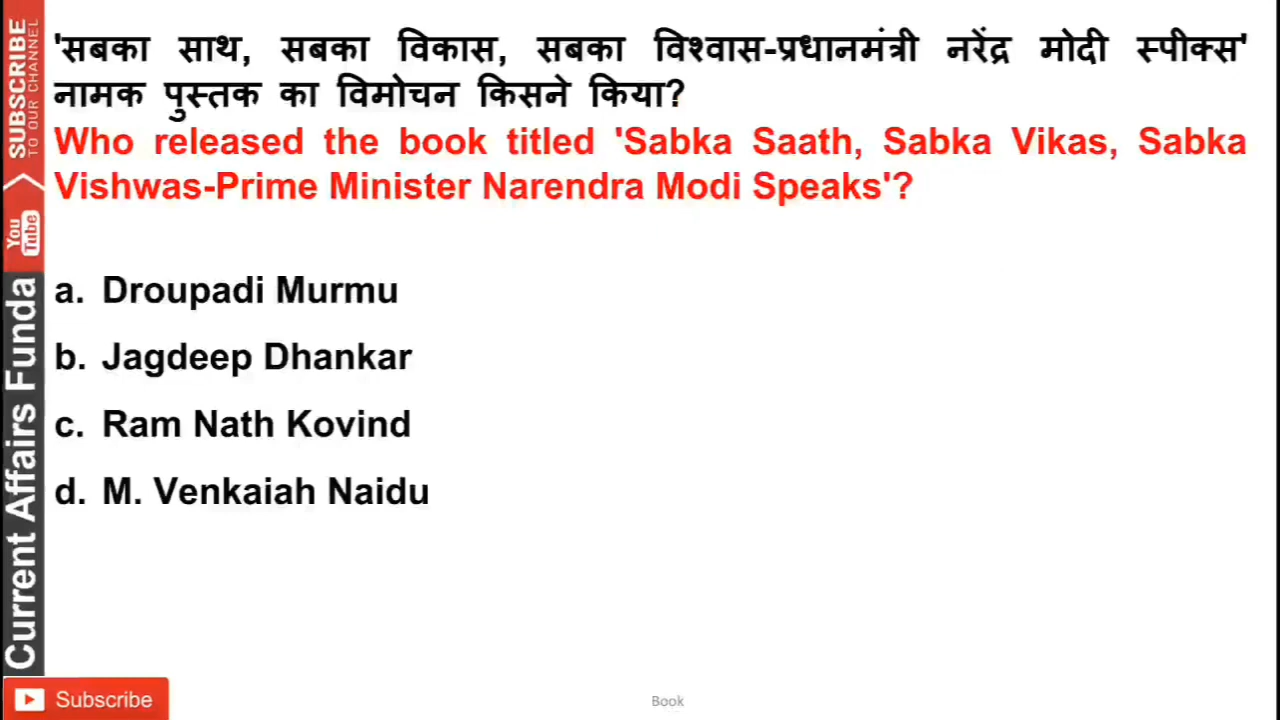 'सबका साथ, सबका विकास, सबका विश्वास-प्रधानमंत्री नरेंद्र मोदी स्पीक्स'
नामक पुस्तक का विमोचन किसने किया?
Who released the book titled 'Sabka Saath, Sabka Vikas, Sabka
Vishwas-Prime Minister Narendra Modi Speaks'?
a. Droupadi Murmu
b. Jagdeep Dhankar
c. Ram Nath Kovind
d. M. Venkaiah Naidu
SUBSCRIBE
TO OUR CHANNEL
You
Tube
Current Affairs Funda
Subscribe
Book